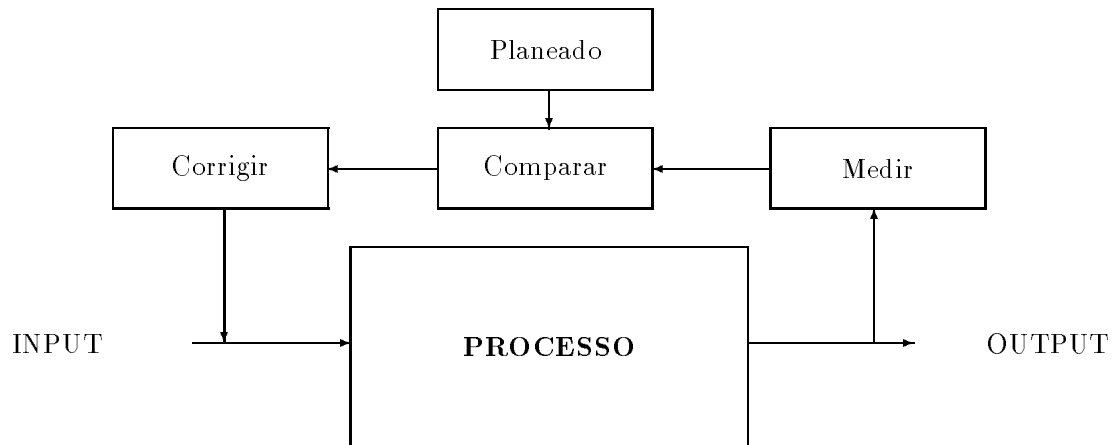 Planeado
Corrigir
Comparar
Medir
INPUT
PROCESSO
OUTPUT